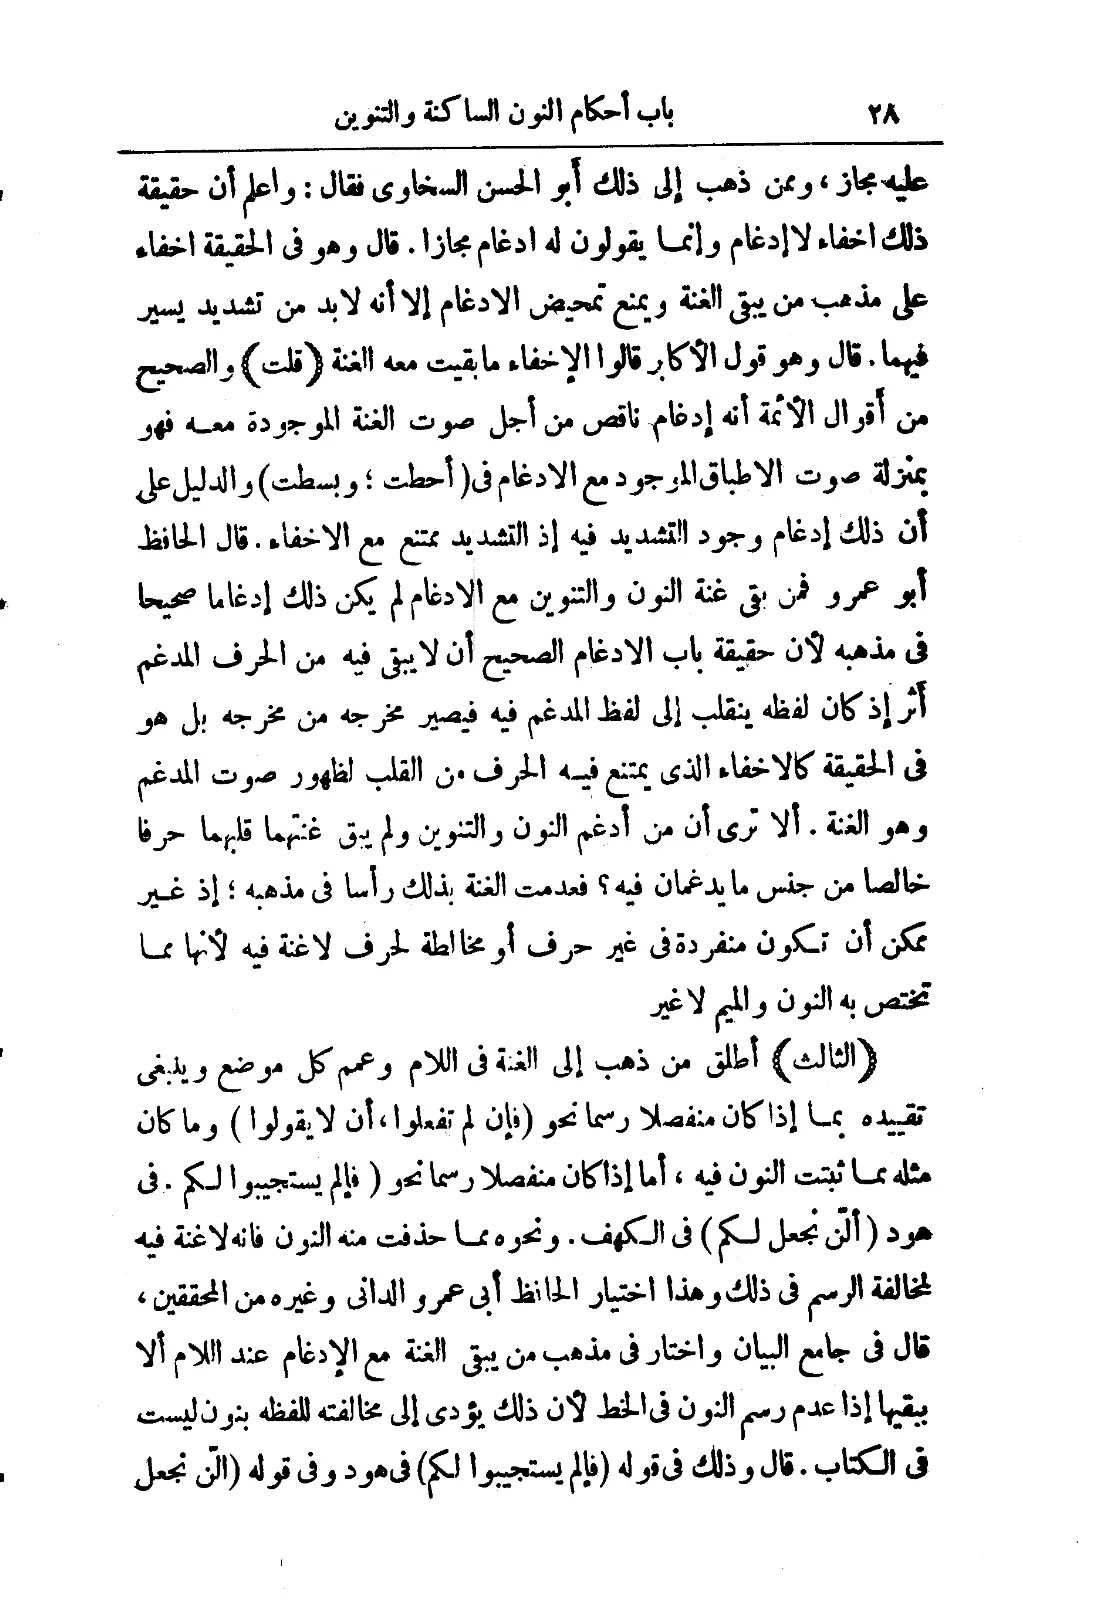 ٢٨ باب أحكام النون الساكنة والتنوين
عليه مجاز ، وممن ذهب إلى ذلك أبو الحسن السخاوى فقال : واعلم أن حقيقة
ذلك اخفاء لا إدغام وإنما يقولون له ادغام مجازا . قال وهو فى الحقيقة اخفاء
على مذهب من يبقى الغنة ويمنع تمحيض الادغام إلا أنه لابد من تشديد يسير
فيهما . قال وهو قول الأكابر قالوا الإخفاء مابقيت معه الغنة (قلت) والصحيح
من أقوال الأئمة أنه إدغام ناقص من أجل صوت الغنة الموجودة معه فهو
بمنزلة صوت الاطباق الموجود مع الادغام فى (أحطت ؛ وبسطت) والدليل على
أن ذلك إدغام وجود التشديد فيه إذ التشديد ممتنع مع الاخفاء . قال الحافظ
أبو عمرو فمن بقى غنة النون والتنوين مع الادغام لم يكن ذلك إدغاما صحيحا
فى مذهبه لأن حقيقة باب الادغام الصحيح أن لايبقى فيه من الحرف المدغم
أثر إذ كان لفظه ينقلب إلى لفظ المدغم فيه فيصير مخرجه من مخرجه بل هو
فى الحقيقة كالاخفاء الذى يمتنع فيه الحرف من القلب لظهور صوت المدغم
وهو الغنة . ألا ترى أن من أدغم النون والتنوين ولم يبق غنتهما قلبهما حرفا
خالصا من جنس مايدغمان فيه ؟ فعدمت الغنة بذلك رأسا فى مذهبه ؛ إذ غير
ممكن أن تكون منفردة فى غير حرف أو مخالطة لحرف لاغنة فيه لأنها مما
تختص به النون والميم لاغير
(الثالث) أطلق من ذهب إلى الغنة فى اللام وعمم كل موضع وينبغى
تقييده بما إذا كان منفصلا رسما نحو (فإن لم تفعلوا ، أن لايقولوا ) وما كان
مثله مما ثبتت النون فيه ، أما إذا كان منفصلا رسما نحو ( فإلم يستجيبوا لكم . فى
هود ( ألّن نجعل لكم ) فى الكهف . ونحوه مما حذفت منه النون فانه لاغنة فيه
لمخالفة الرسم فى ذلك وهذا اختيار الحافظ أبى عمرو الدانى وغيره من المحققين ،
قال فى جامع البيان واختار فى مذهب من يبقى الغنة مع الإدغام عند اللام ألا
يبقيها إذا عدم رسم النون فى الخط لأن ذلك يؤدى إلى مخالفته للفظه بنون ليست
فى الكتاب . قال وذلك فى قوله (فإلم يستجيبوا لكم) فى هود وفى قوله (ألّن نجعل